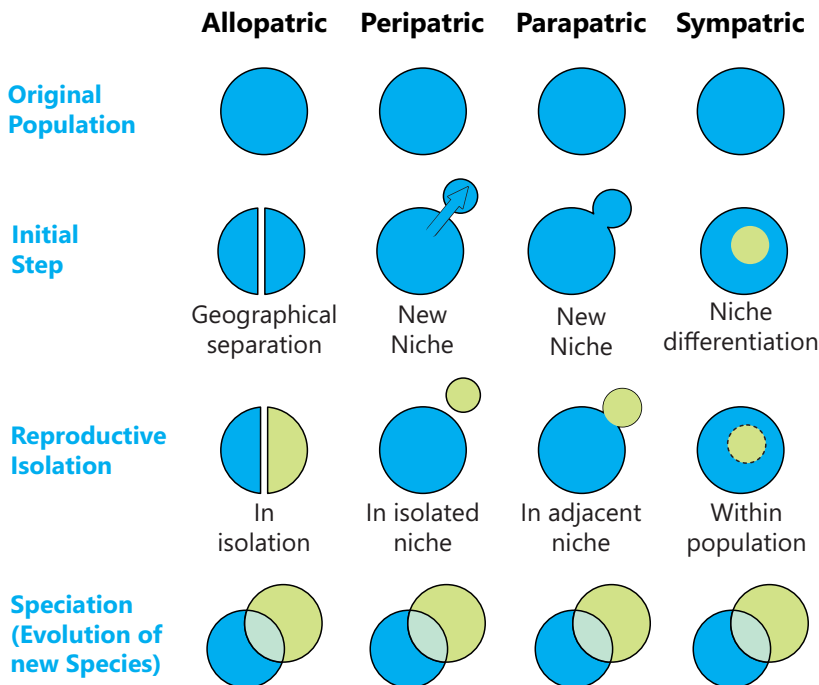 Allopatric Peripatric Parapatric Sympatric
Original
Population
Initial
Step
Geographical
separation
New
Niche
New
Niche
Niche
differentiation
Reproductive
Isolation
In
isolation
In isolated
niche
In adjacent
niche
Within
population
Speciation
(Evolution of
new Species)